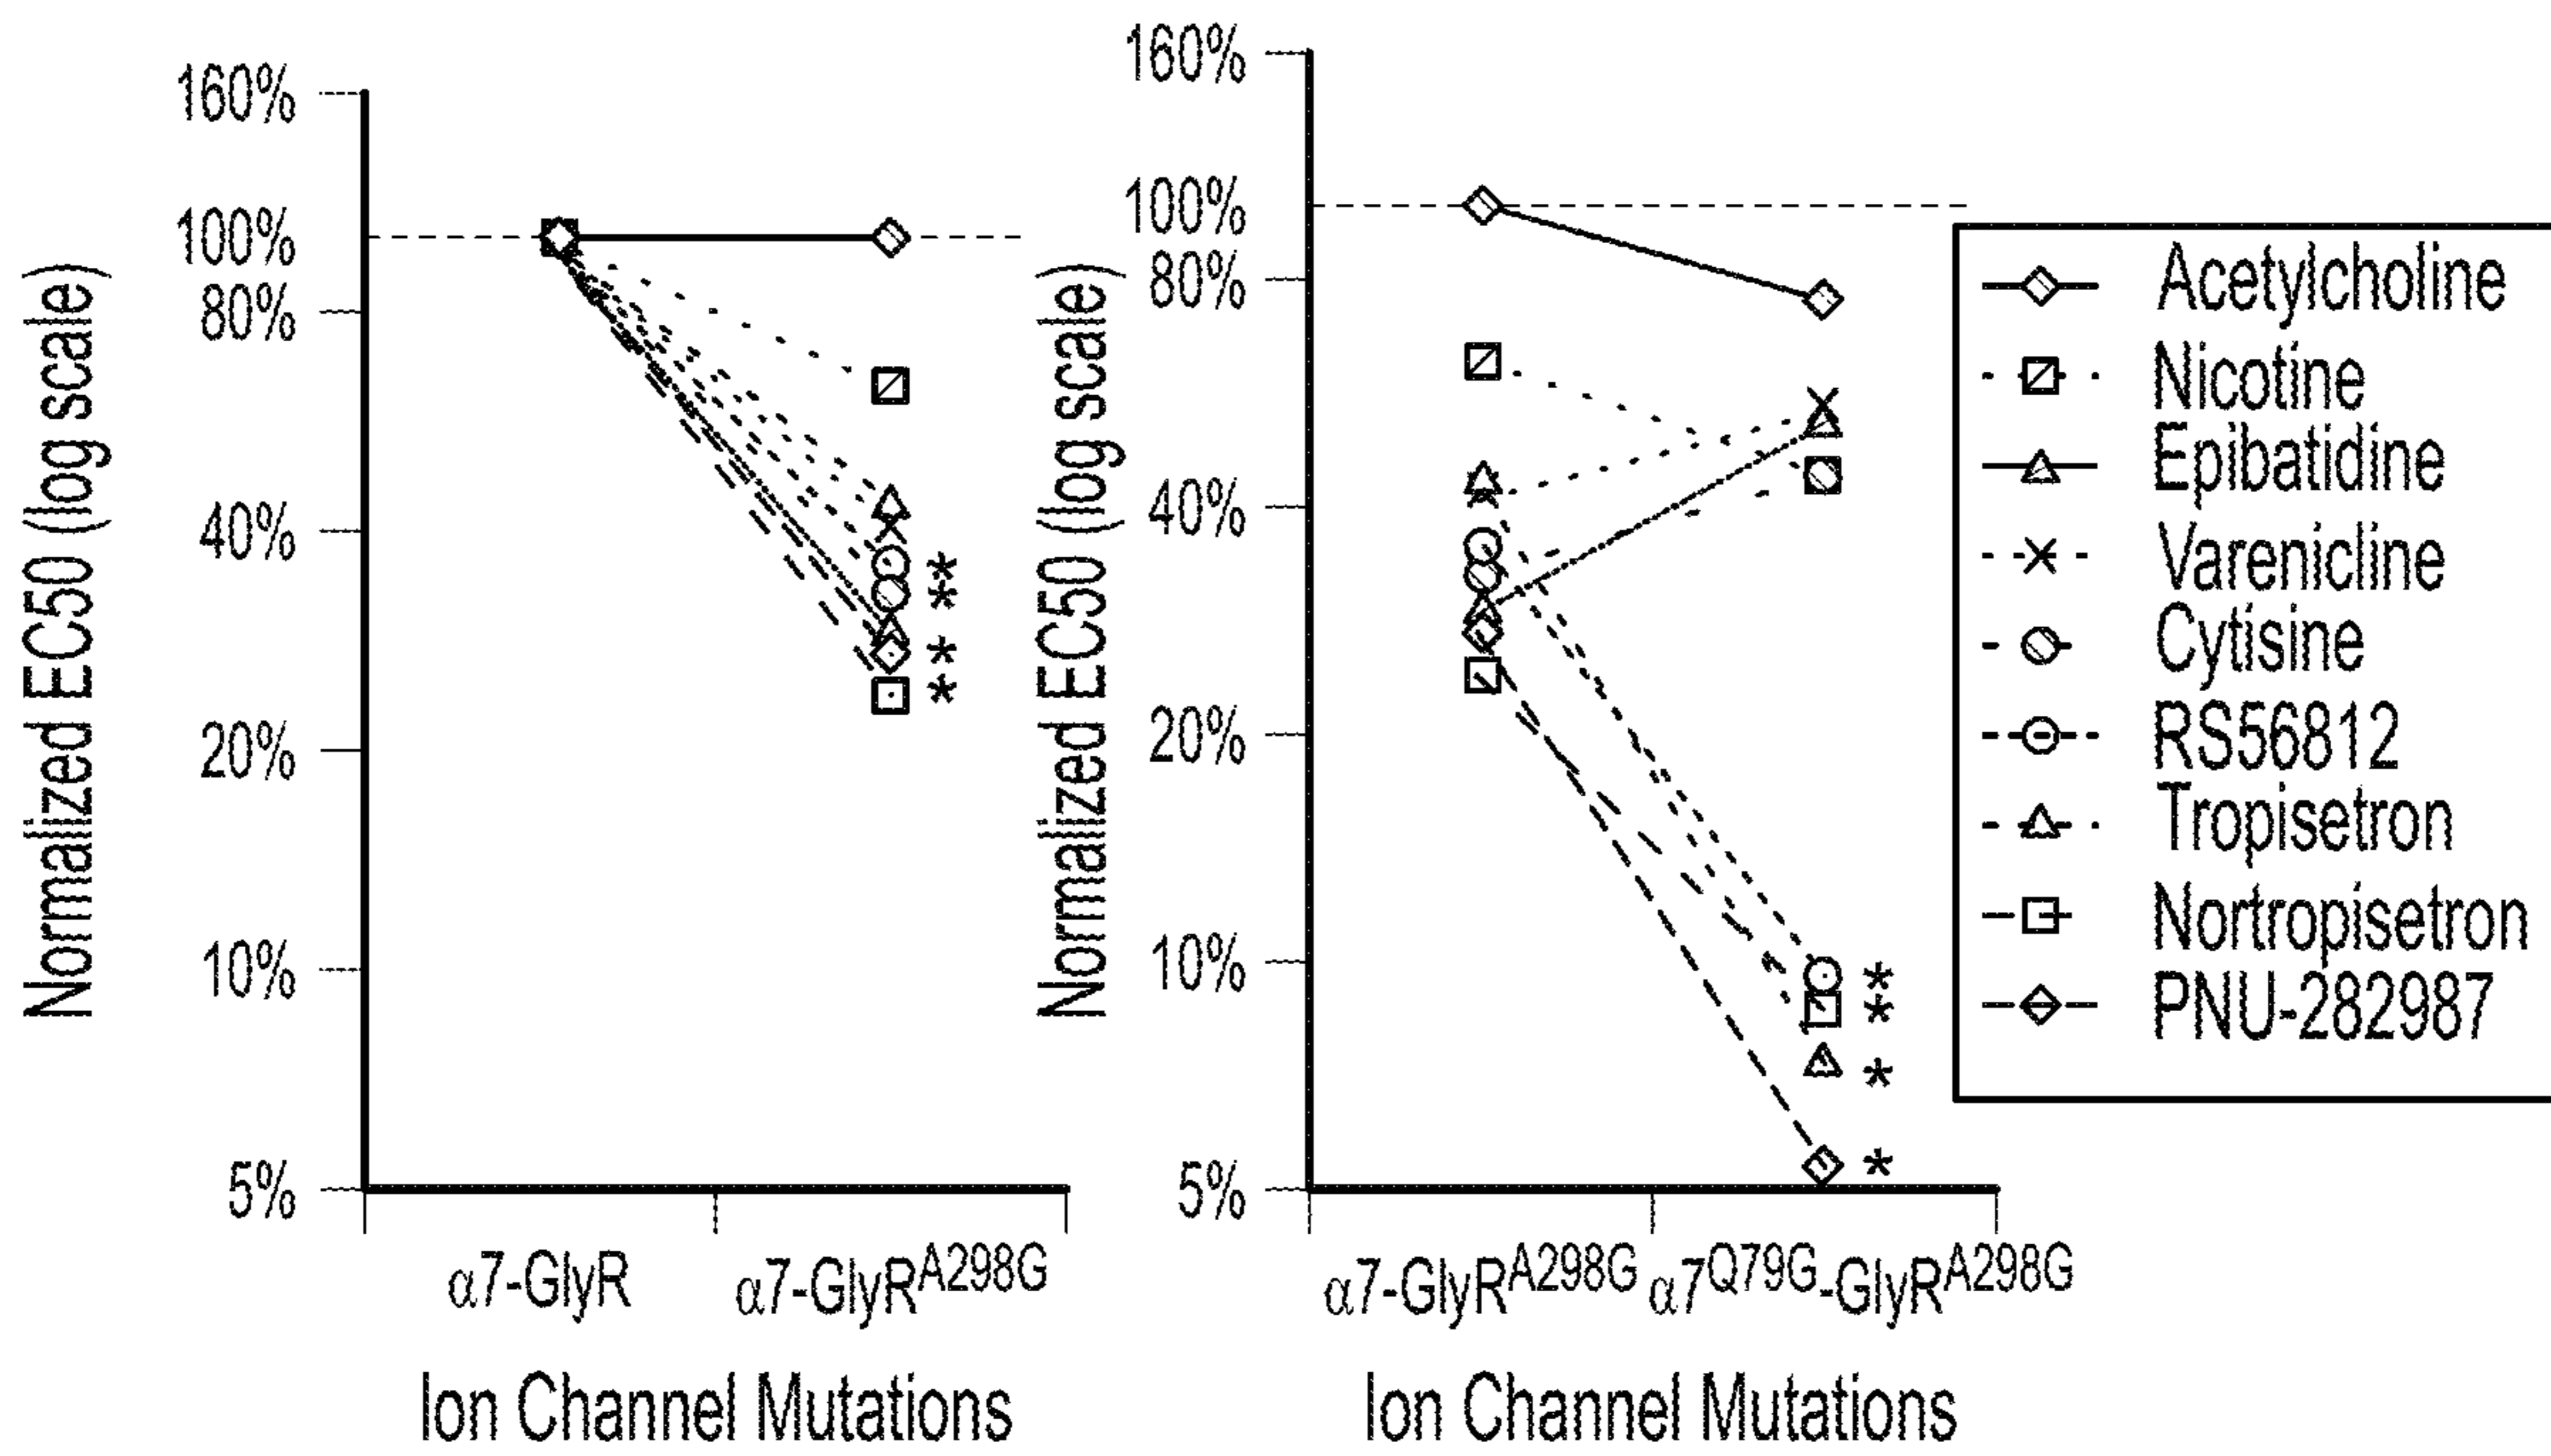 Normalized EC50 (log scale)
160%
100%
80%
40%
20%
10%
5%
*
*
*
*
α7-GlyR
α7-GlyRA298G
Ion Channel Mutations
Normalized EC50 (log scale)
160%
100%
80%
40%
20%
10%
5%
*
*
*
*
α7-GlyRA298G
α7Q79G-GlyRA298G
Ion Channel Mutations
Acetylcholine
Nicotine
Epibatidine
Varenicline
Cytisine
RS56812
Tropisetron
Nortropisetron
PNU-282987